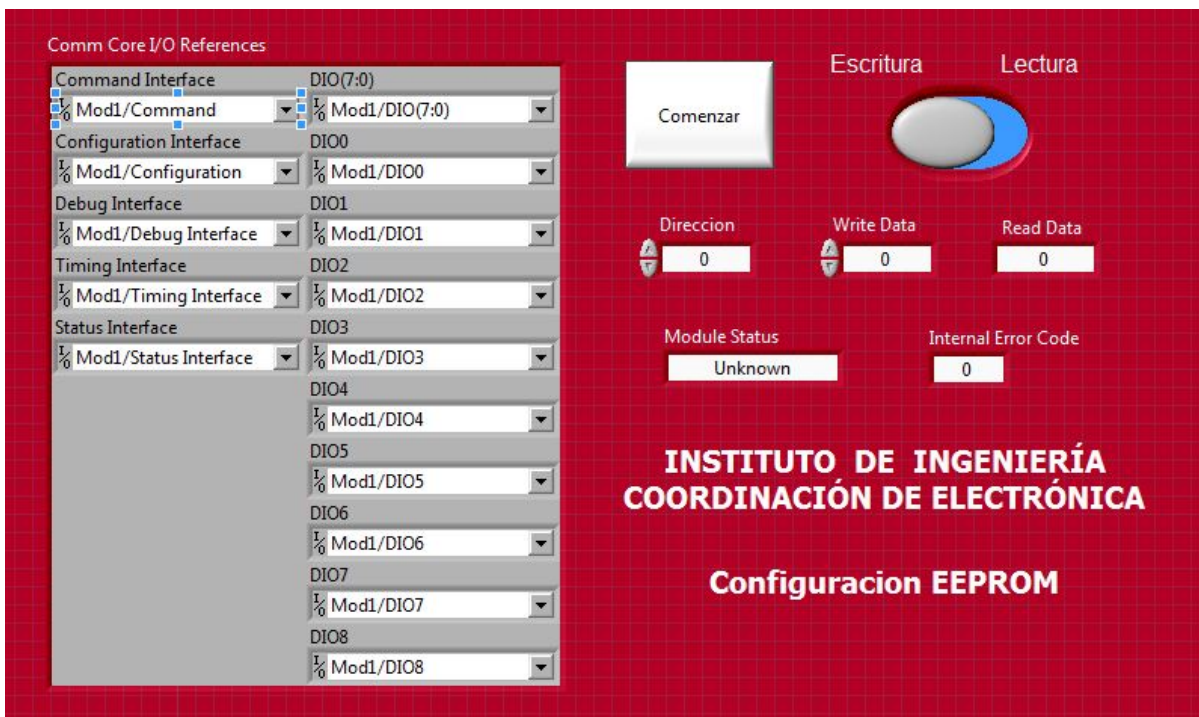 Comm Core I/O References
Command Interface
Mod1/Command
Configuration Interface
Mod1/Configuration
Debug Interface
Mod1/Debug Interface
Timing Interface
Mod1/Timing Interface
Status Interface
Mod1/Status Interface
DIO(7:0)
Mod1/DIO(7:0)
DIO0
Mod1/DIO0
DIO1
Mod1/DIO1
DIO2
Mod1/DIO2
DIO3
Mod1/DIO3
DIO4
Mod1/DIO4
DIO5
Mod1/DIO5
DIO6
Mod1/DIO6
DIO7
Mod1/DIO7
DIO8
Mod1/DIO8
Comenzar
Escritura Lectura
Direccion
0
Write Data
0
Read Data
0
Module Status
Unknown
Internal Error Code
0
INSTITUTO DE INGENIERÍA
COORDINACIÓN DE ELECTRÓNICA
Configuracion EEPROM